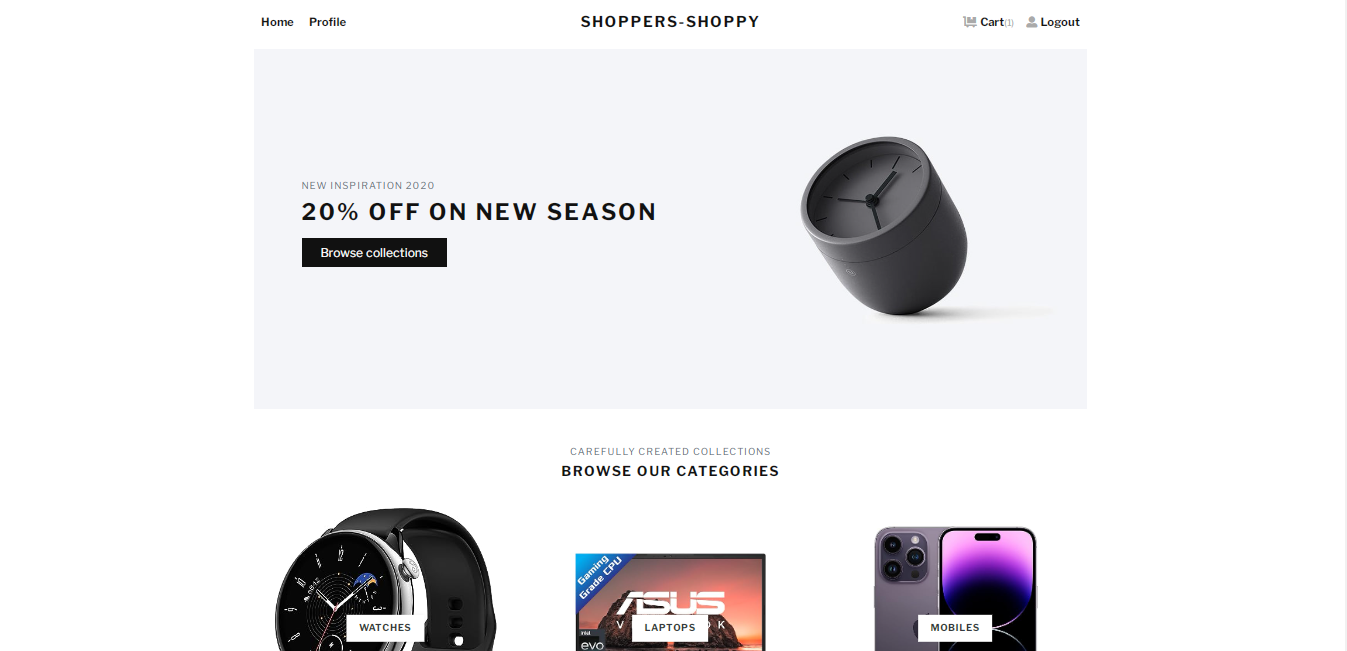 Home Profile SHOPPERS-SHOPPY Cart(1) Logout
NEW INSPIRATION 2020
20% OFF ON NEW SEASON
Browse collections
CAREFULLY CREATED COLLECTIONS
BROWSE OUR CATEGORIES
Gaming
Grade CPU
ASUS
intel
evo
WATCHES
LAPTOPS
MOBILES